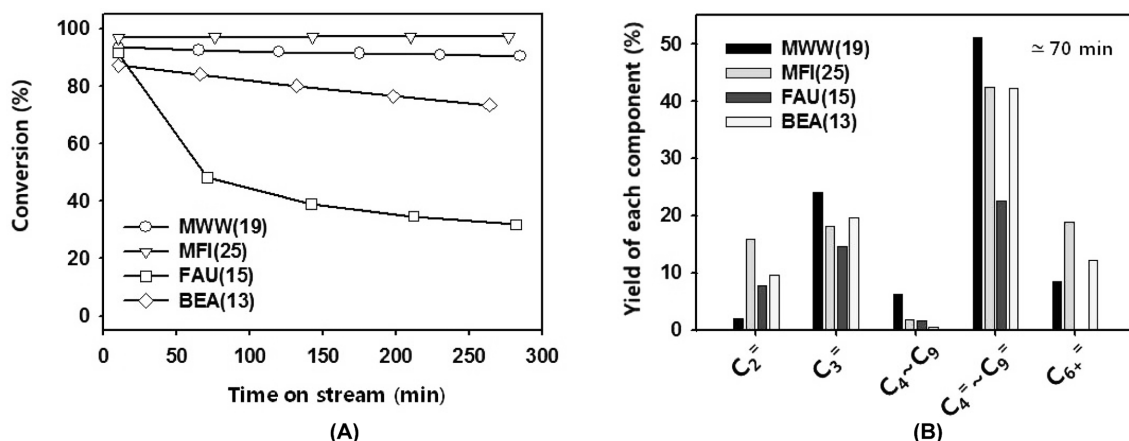 100
80
60
40
20
0
Conversion (%)
MWW(19)
MFI(25)
FAU(15)
BEA(13)
0 50 100 150 200 250 300
Time on stream (min)
(A)
50
40
30
20
10
0
Yield of each component (%)
MWW(19)
MFI(25)
FAU(15)
BEA(13)
≃ 70 min
C₂⁼
C₃⁼
C₄~C₉
C₄⁼~C₉⁼
C₆₊⁼
(B)